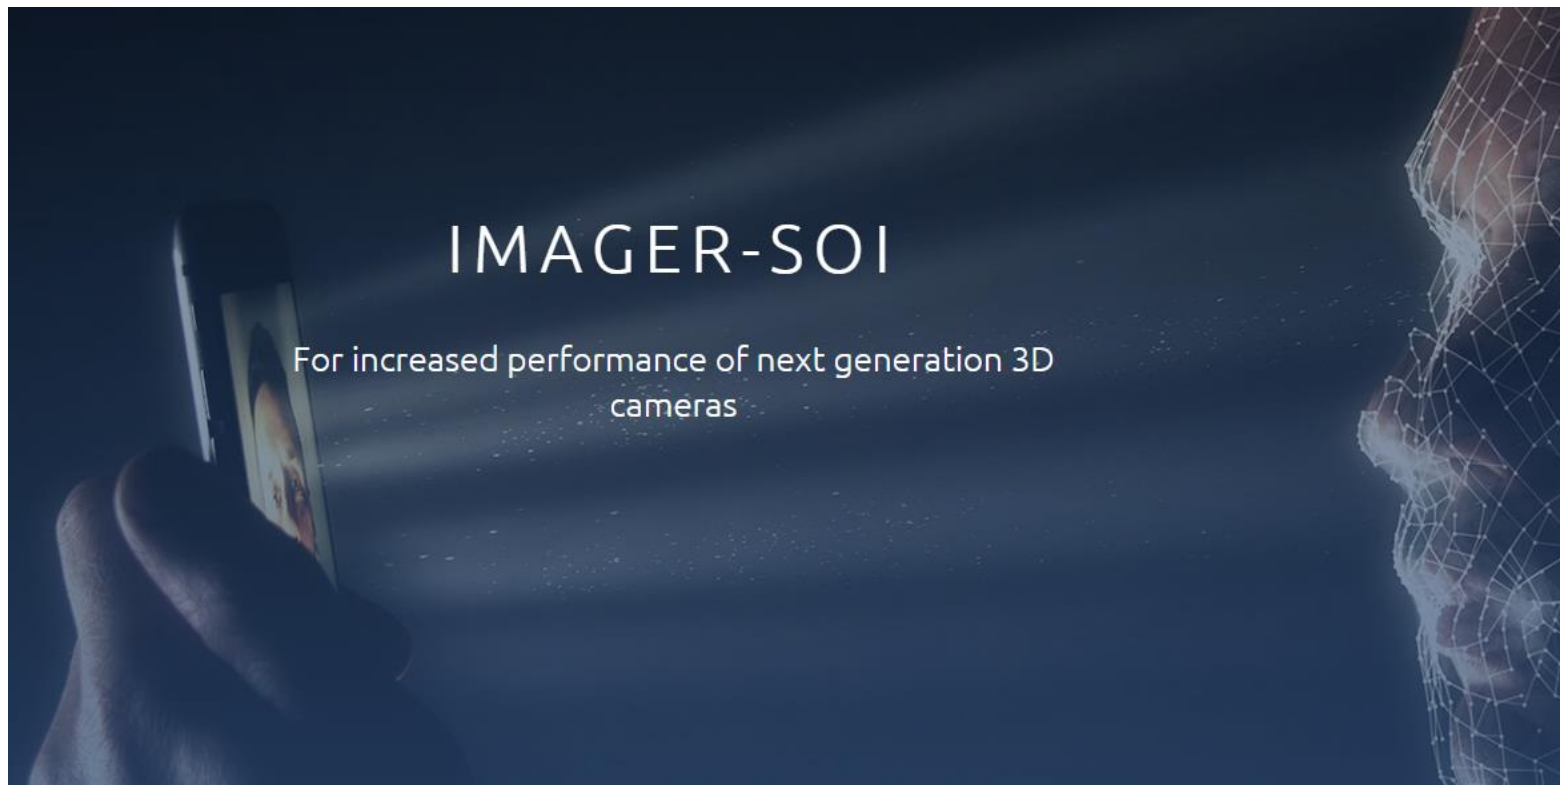 IMAGER-SOI
For increased performance of next generation 3D
cameras